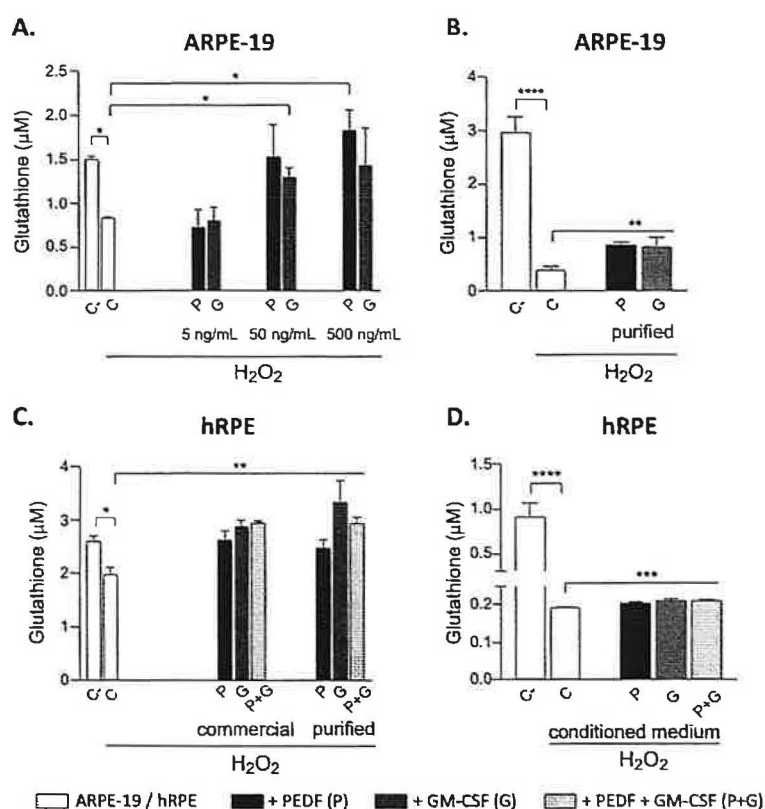 A.
ARPE-19
Glutathione (µM)
2.5
2.0
1.5
1.0
0.5
0.0
*
*
*
C-
C
P
G
P
G
P
G
5 ng/mL 50 ng/mL 500 ng/mL
H2O2
B.
ARPE-19
Glutathione (µM)
4
3
2
1
0
****
**
C-
C
P
G
purified
H2O2
C.
hRPE
Glutathione (µM)
4
3
2
1
0
*
**
C-
C
P
G
P+G
P
G
P+G
commercial purified
H2O2
D.
hRPE
Glutathione (µM)
1.5
1.0
0.5
0.2
0.1
0.0
****
***
C-
C
P
G
P+G
conditioned medium
H2O2
ARPE-19 / hRPE + PEDF (P) + GM-CSF (G) + PEDF + GM-CSF (P+G)